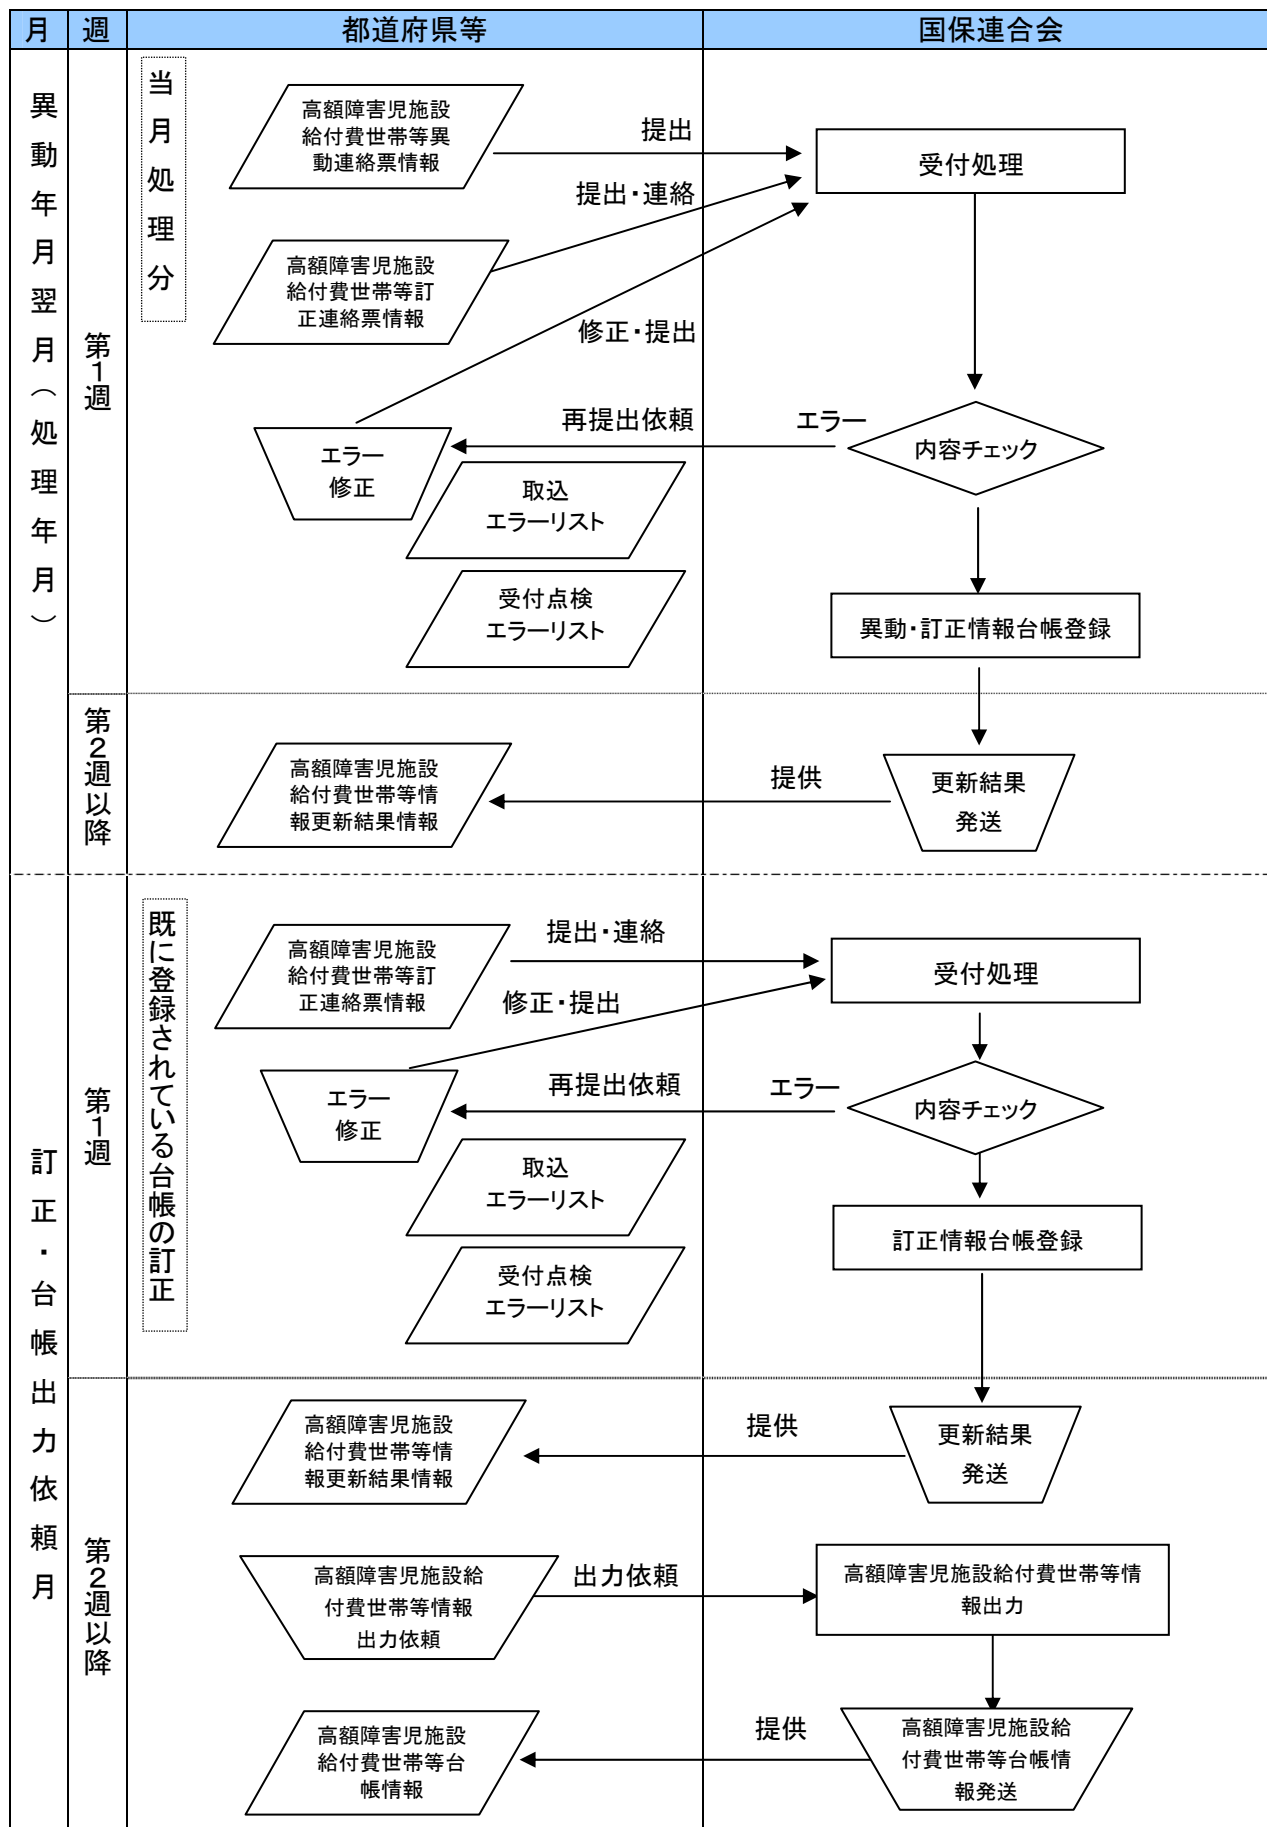 月
週
都道府県等
国保連合会
異動年月翌月（処理年月）
第1週
当月処理分
高額障害児施設
給付費世帯等異
動連絡票情報
提出
受付処理
提出・連絡
高額障害児施設
給付費世帯等訂
正連絡票情報
修正・提出
再提出依頼
エラー
内容チェック
エラー
修正
取込
エラーリスト
受付点検
エラーリスト
異動・訂正情報台帳登録
第2週以降
高額障害児施設
給付費世帯等情
報更新結果情報
提供
更新結果
発送
訂正・台帳出力依頼月
第1週
既に登録されている台帳の訂正
高額障害児施設
給付費世帯等訂
正連絡票情報
提出・連絡
受付処理
修正・提出
エラー
修正
再提出依頼
エラー
内容チェック
取込
エラーリスト
受付点検
エラーリスト
訂正情報台帳登録
第2週以降
高額障害児施設
給付費世帯等情
報更新結果情報
提供
更新結果
発送
高額障害児施設給
付費世帯等情報
出力依頼
出力依頼
高額障害児施設給付費世帯等情
報出力
高額障害児施設
給付費世帯等台
帳情報
提供
高額障害児施設給
付費世帯等台帳情
報発送